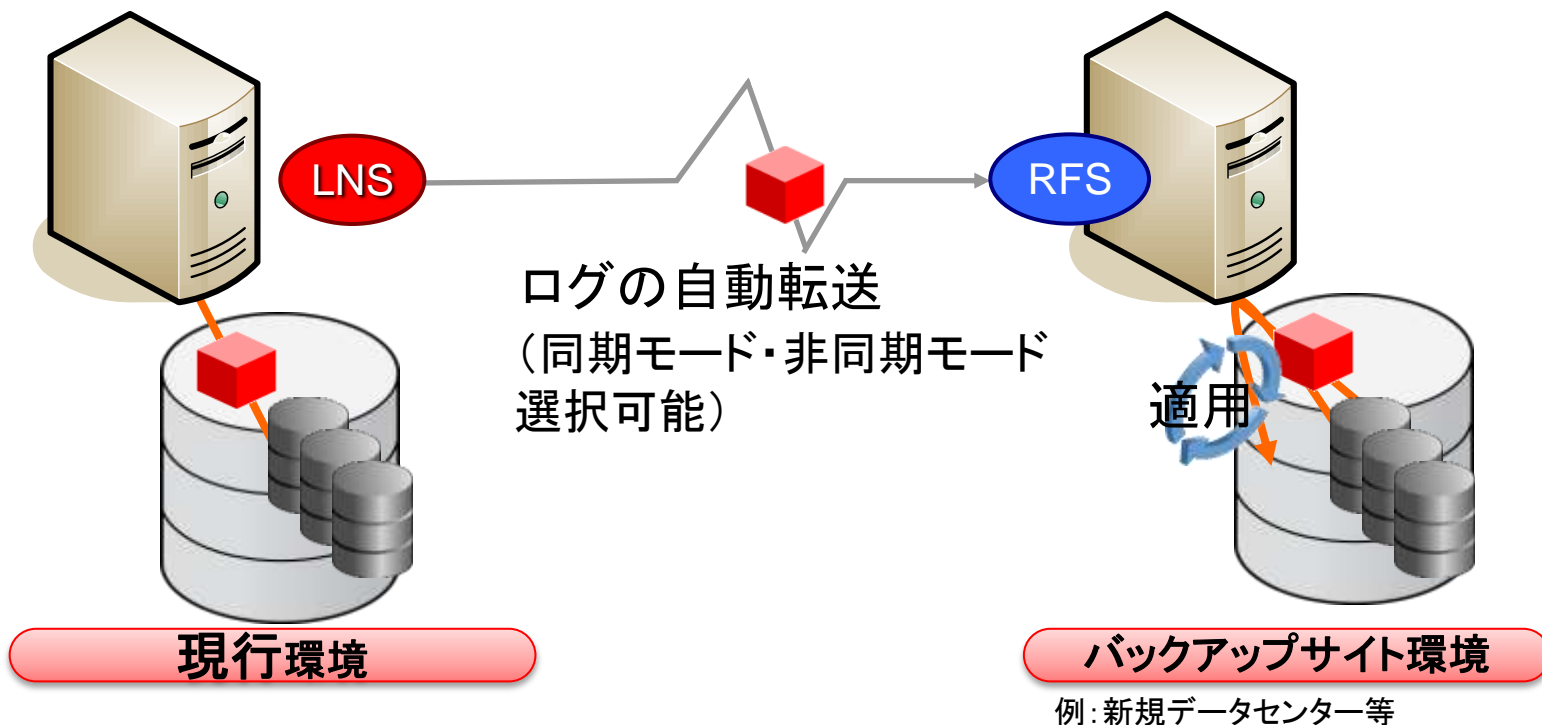 LNS
RFS
ログの自動転送
（同期モード・非同期モード
選択可能）
適用
現行環境
バックアップサイト環境
例：新規データセンター等